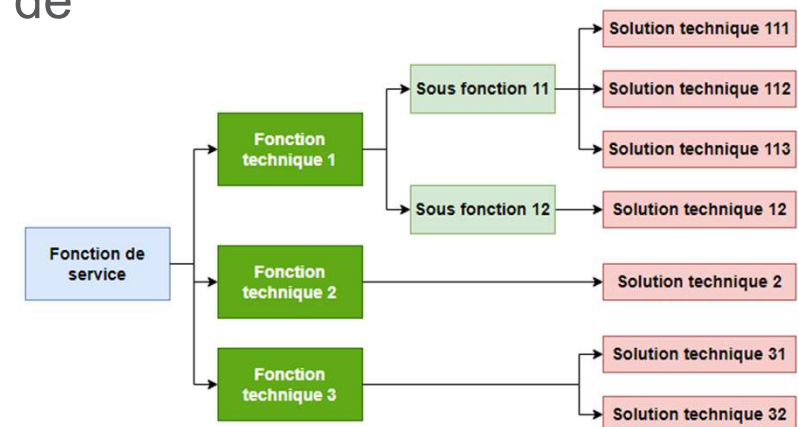 de
Fonction de
service
Fonction
technique 1
Fonction
technique 2
Fonction
technique 3
Sous fonction 11
Sous fonction 12
Solution technique 111
Solution technique 112
Solution technique 113
Solution technique 12
Solution technique 2
Solution technique 31
Solution technique 32